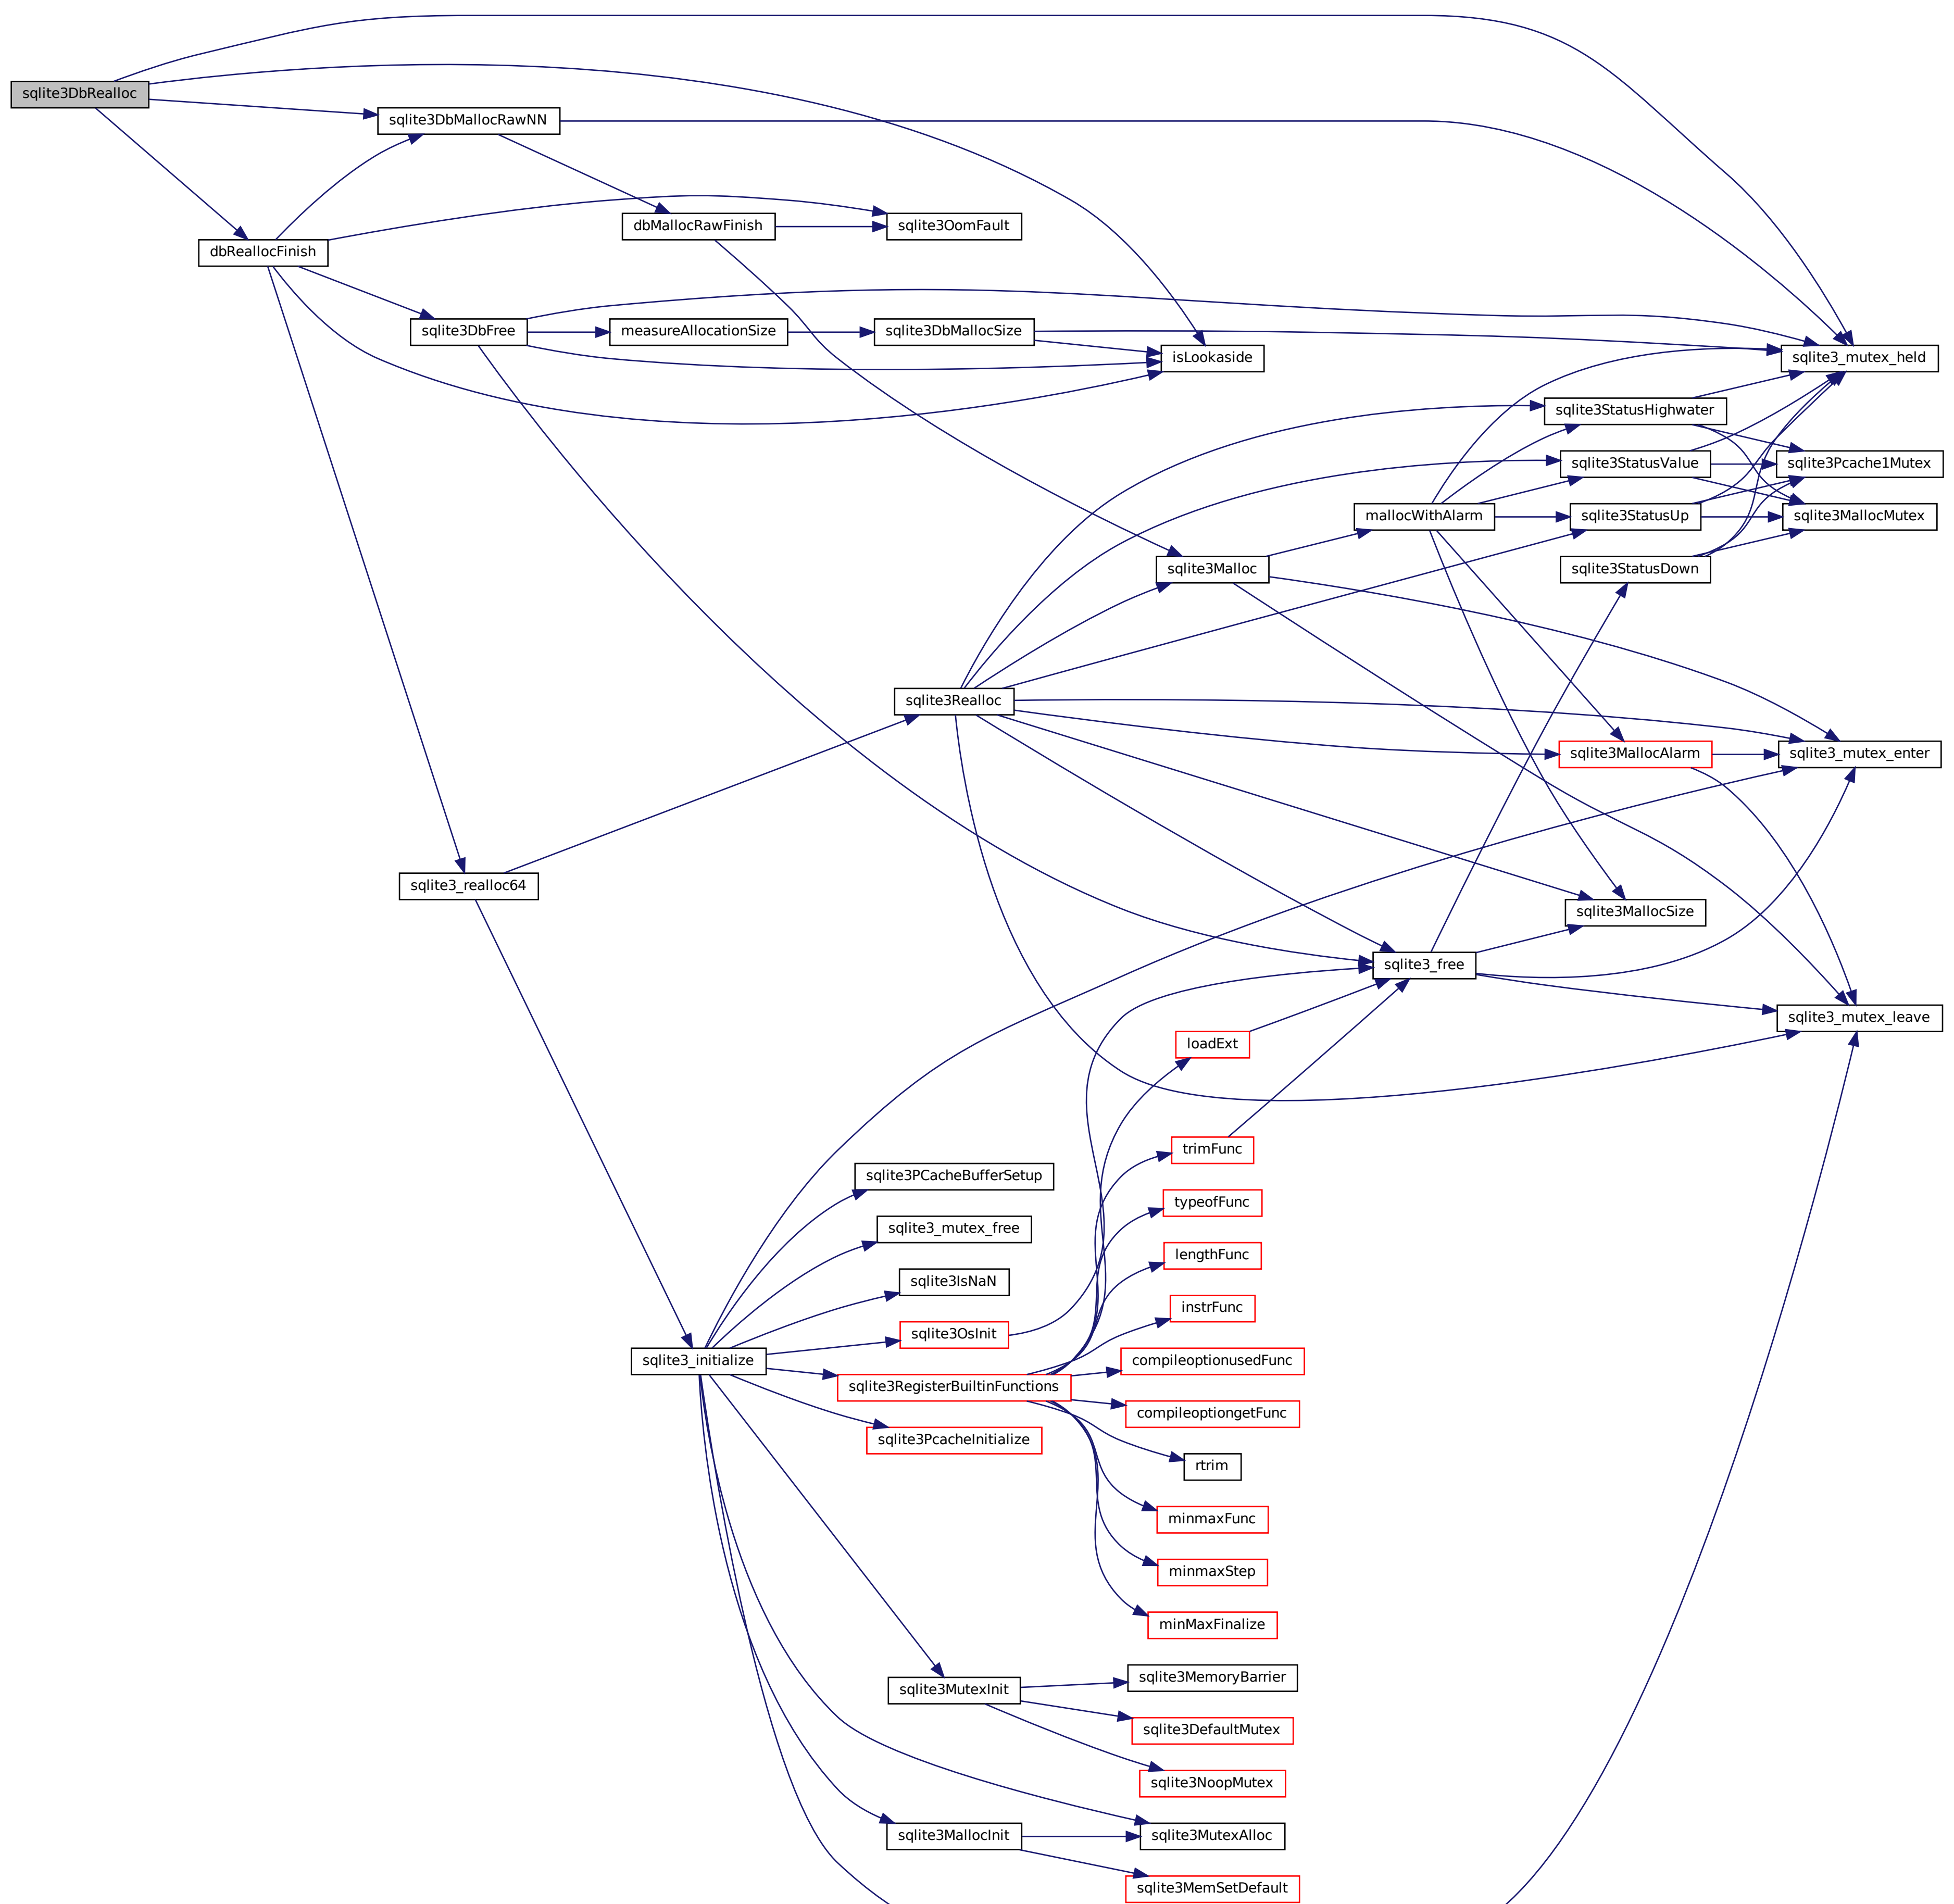 sqlite3DbRealloc
sqlite3DbMallocRawNN
dbMallocRawFinish
sqlite3OomFault
dbReallocFinish
sqlite3DbFree
measureAllocationSize
sqlite3DbMallocSize
isLookaside
sqlite3_mutex_held
sqlite3StatusHighwater
sqlite3StatusValue
sqlite3Pcache1Mutex
mallocWithAlarm
sqlite3StatusUp
sqlite3MallocMutex
sqlite3Malloc
sqlite3StatusDown
sqlite3Realloc
sqlite3MallocAlarm
sqlite3_mutex_enter
sqlite3_realloc64
sqlite3MallocSize
sqlite3_free
sqlite3_mutex_leave
loadExt
trimFunc
sqlite3PCacheBufferSetup
typeofFunc
sqlite3_mutex_free
lengthFunc
sqlite3IsNaN
instrFunc
sqlite3OsInit
sqlite3_initialize
compileoptionusedFunc
sqlite3RegisterBuiltinFunctions
compileoptiongetFunc
sqlite3PcacheInitialize
rtrim
minmaxFunc
minmaxStep
minMaxFinalize
sqlite3MemoryBarrier
sqlite3MutexInit
sqlite3DefaultMutex
sqlite3NoopMutex
sqlite3MallocInit
sqlite3MutexAlloc
sqlite3MemSetDefault